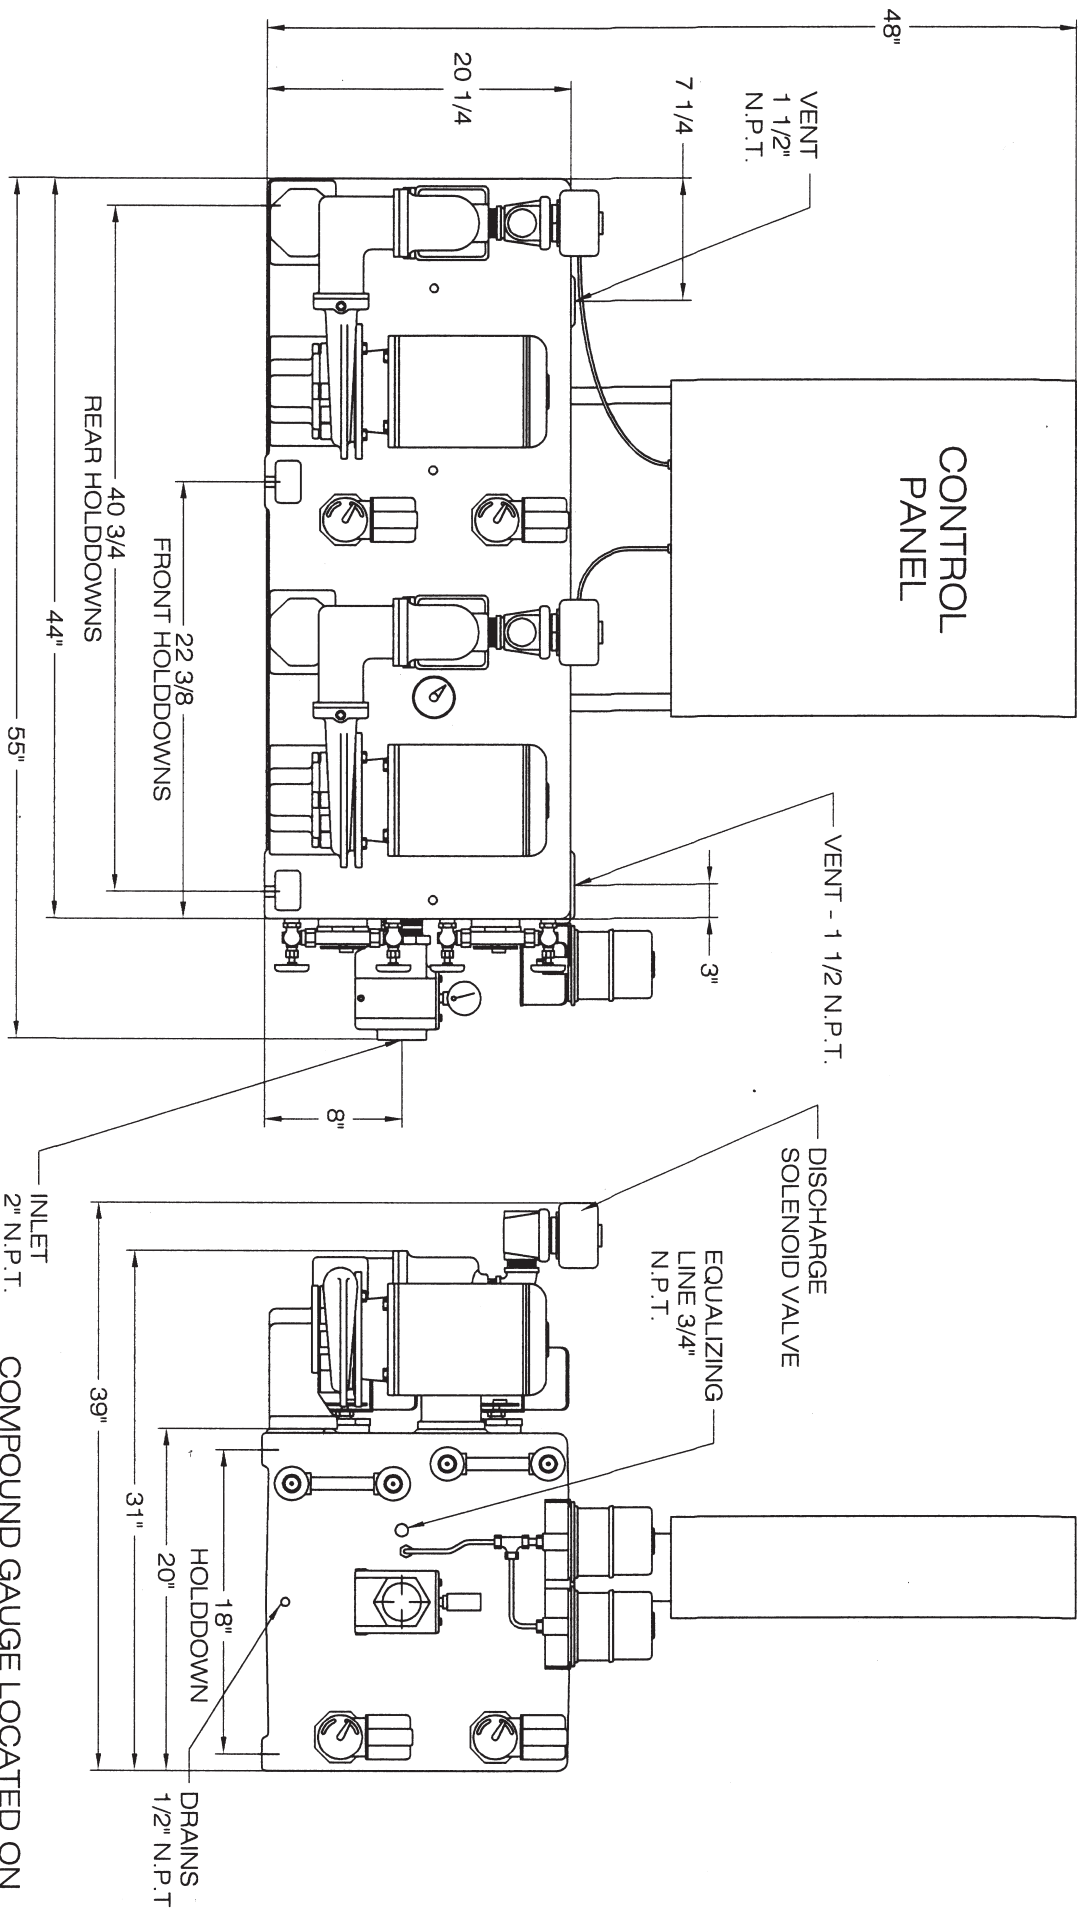 48"
20 1/4
7 1/4
VENT
1 1/2"
N.P.T.
CONTROL
PANEL
VENT - 1 1/2 N.P.T.
3"
40 3/4
REAR HOLDDOWNS
22 3/8
FRONT HOLDDOWNS
44"
55"
8"
INLET
2" N.P.T.
DISCHARGE
SOLENOID VALVE
EQUALIZING
LINE 3/4"
N.P.T.
18"
HOLDDOWN
20"
31"
39"
DRAINS
1/2" N.P.T
COMPOUND GAUGE LOCATED ON